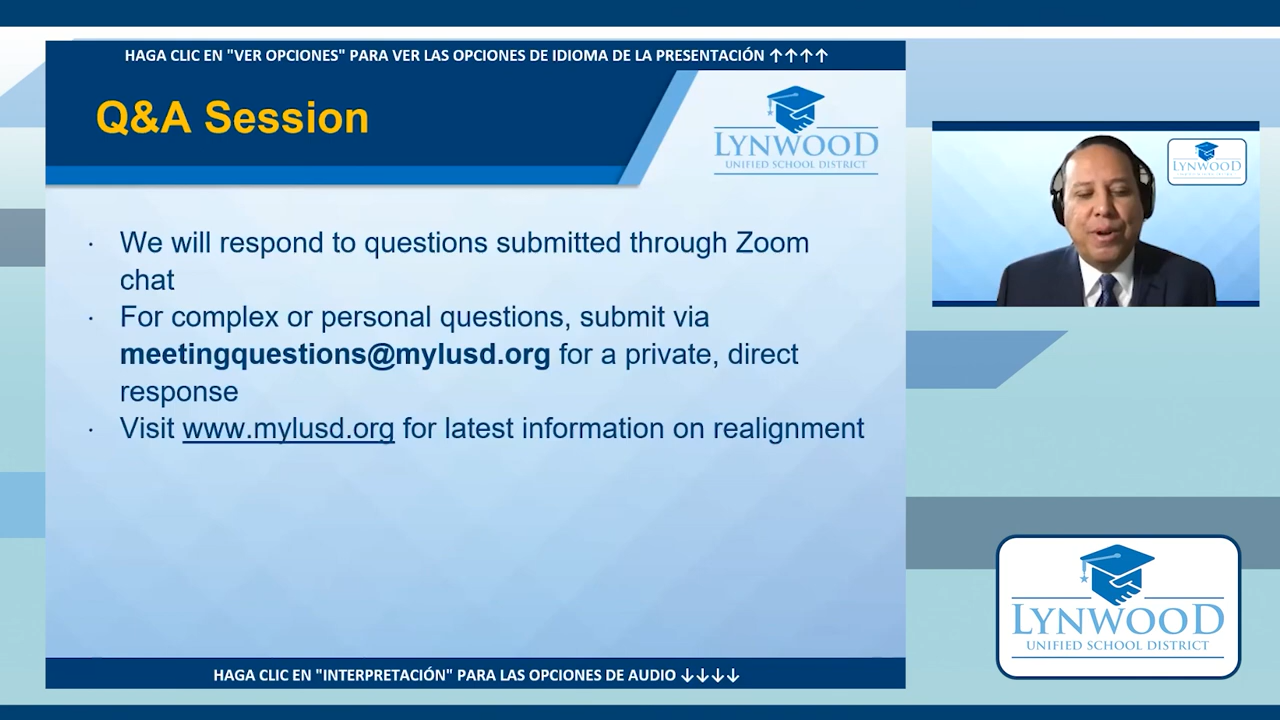 HAGA CLIC EN "VER OPCIONES" PARA VER LAS OPCIONES DE IDIOMA DE LA PRESENTACIÓN ↑↑↑↑
Q&A Session
LYNWOOD
UNIFIED SCHOOL DISTRICT
· We will respond to questions submitted through Zoom
chat
· For complex or personal questions, submit via
meetingquestions@mylusd.org for a private, direct
response
· Visit www.mylusd.org for latest information on realignment
HAGA CLIC EN "INTERPRETACIÓN" PARA LAS OPCIONES DE AUDIO ↓↓↓↓
LYNWOOD
LYNWOOD
UNIFIED SCHOOL DISTRICT